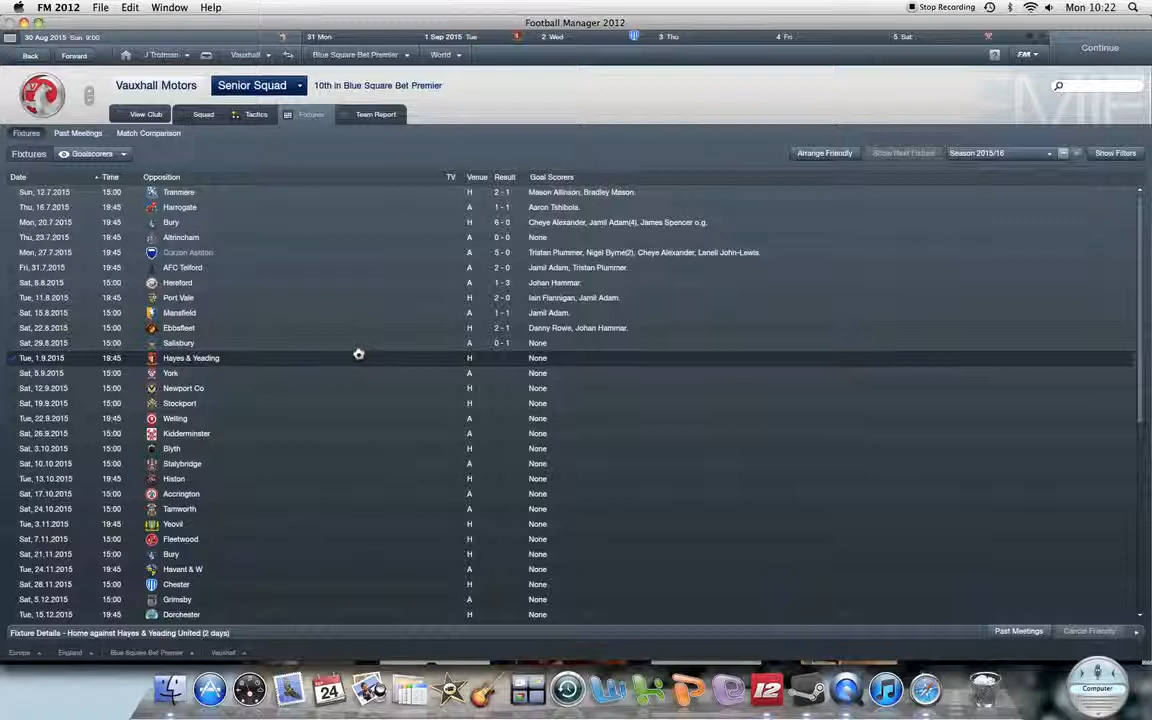 FM 2012 File Edit Window Help Stop Recording Mon 10:22
Football Manager 2012
30 Aug 2015 Sun 9:00 31 Mon 1 Sep 2015 Tue 2 Wed 3 Thu 4 Fri 5 Sat
Back Forward J Trotman Vauxhall Blue Square Bet Premier World ? FM Continue
Vauxhall Motors Senior Squad 10th in Blue Square Bet Premier
View Club Squad Tactics Fixtures Team Report
Fixtures Past Meetings Match Comparison
Fixtures Goalscorers Arrange Friendly Show Next Fixture Season 2015/16 Show Filters
Date Time Opposition TV Venue Result Goal Scorers
Sun, 12.7.2015 15:00 Tranmere H 2 - 1 Mason Allinson, Bradley Mason.
Thu, 16.7.2015 19:45 Harrogate A 1 - 1 Aaron Tshibola.
Mon, 20.7.2015 19:45 Bury H 6 - 0 Cheye Alexander, Jamil Adam(4), James Spencer o.g.
Thu, 23.7.2015 19:45 Altrincham A 0 - 0 None
Mon, 27.7.2015 19:45 Curzon Ashton A 5 - 0 Tristan Plummer, Nigel Byrne(2), Cheye Alexander, Lenell John-Lewis.
Fri, 31.7.2015 19:45 AFC Telford A 2 - 0 Jamil Adam, Tristan Plummer.
Sat, 8.8.2015 15:00 Hereford A 1 - 3 Johan Hammar.
Tue, 11.8.2015 19:45 Port Vale H 2 - 0 Iain Flannigan, Jamil Adam.
Sat, 15.8.2015 15:00 Mansfield A 1 - 1 Jamil Adam.
Sat, 22.8.2015 15:00 Ebbsfleet H 2 - 1 Danny Rowe, Johan Hammar.
Sat, 29.8.2015 15:00 Salisbury A 0 - 1 None
Tue, 1.9.2015 19:45 Hayes & Yeading H None
Sat, 5.9.2015 15:00 York A None
Sat, 12.9.2015 15:00 Newport Co H None
Sat, 19.9.2015 15:00 Stockport H None
Tue, 22.9.2015 19:45 Welling A None
Sat, 26.9.2015 15:00 Kidderminster A None
Sat, 3.10.2015 15:00 Blyth H None
Sat, 10.10.2015 15:00 Stalybridge A None
Tue, 13.10.2015 19:45 Histon H None
Sat, 17.10.2015 15:00 Accrington A None
Sat, 24.10.2015 15:00 Tamworth A None
Tue, 3.11.2015 19:45 Yeovil H None
Sat, 7.11.2015 15:00 Fleetwood H None
Sat, 21.11.2015 15:00 Bury H None
Tue, 24.11.2015 19:45 Havant & W A None
Sat, 28.11.2015 15:00 Chester H None
Sat, 5.12.2015 15:00 Grimsby A None
Tue, 15.12.2015 19:45 Dorchester H None
Fixture Details - Home against Hayes & Yeading United (2 days) Past Meetings Cancel Friendly
Europe England Blue Square Bet Premier Vauxhall
24 12 Computer